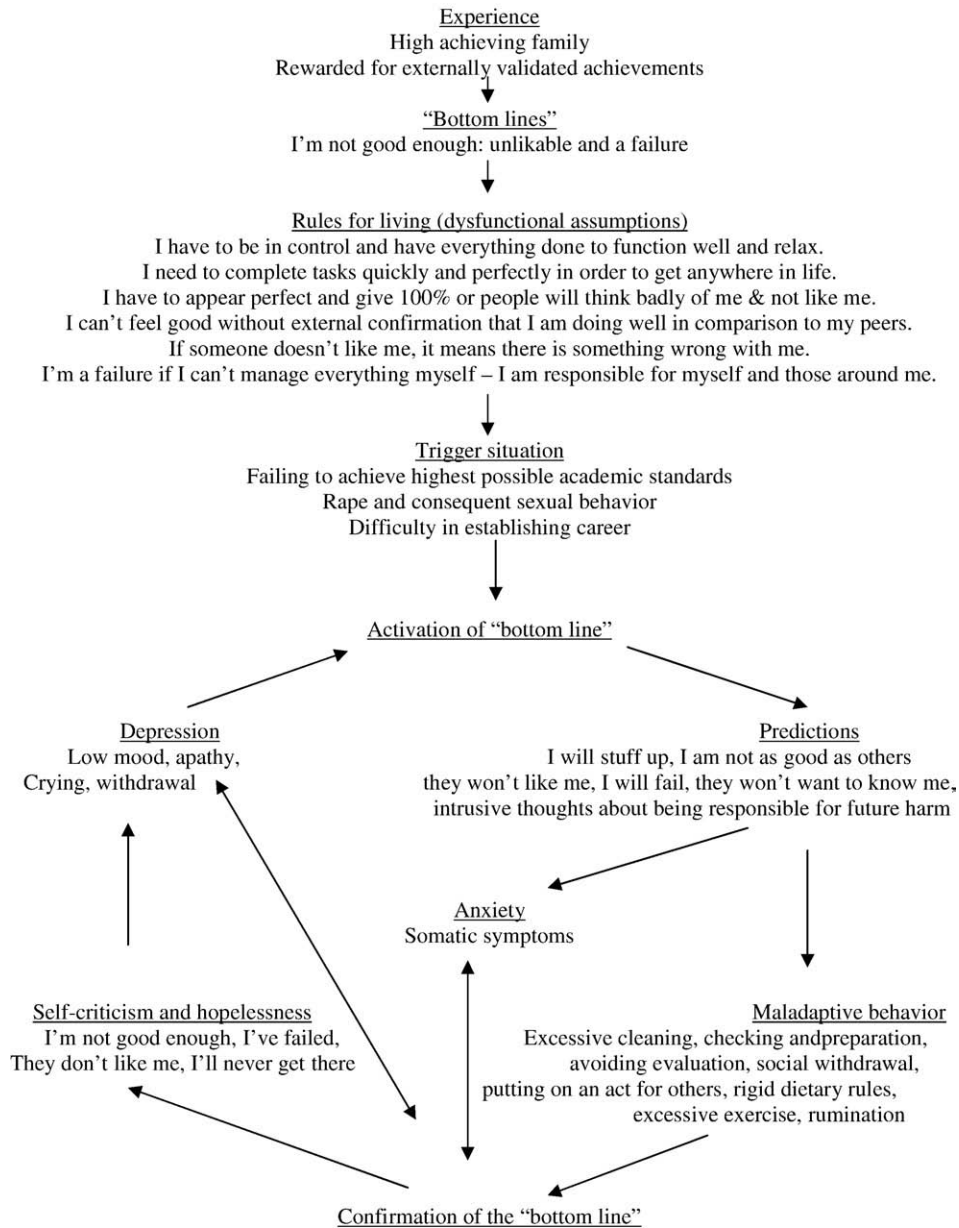 Experience
High achieving family
Rewarded for externally validated achievements
“Bottom lines”
I’m not good enough: unlikable and a failure
Rules for living (dysfunctional assumptions)
I have to be in control and have everything done to function well and relax.
I need to complete tasks quickly and perfectly in order to get anywhere in life.
I have to appear perfect and give 100% or people will think badly of me & not like me.
I can’t feel good without external confirmation that I am doing well in comparison to my peers.
If someone doesn’t like me, it means there is something wrong with me.
I’m a failure if I can’t manage everything myself – I am responsible for myself and those around me.
Trigger situation
Failing to achieve highest possible academic standards
Rape and consequent sexual behavior
Difficulty in establishing career
Activation of “bottom line”
Depression
Low mood, apathy,
Crying, withdrawal
Predictions
I will stuff up, I am not as good as others
they won’t like me, I will fail, they won’t want to know me,
intrusive thoughts about being responsible for future harm
Anxiety
Somatic symptoms
Self-criticism and hopelessness
I’m not good enough, I’ve failed,
They don’t like me, I’ll never get there
Maladaptive behavior
Excessive cleaning, checking andpreparation,
avoiding evaluation, social withdrawal,
putting on an act for others, rigid dietary rules,
excessive exercise, rumination
Confirmation of the “bottom line”